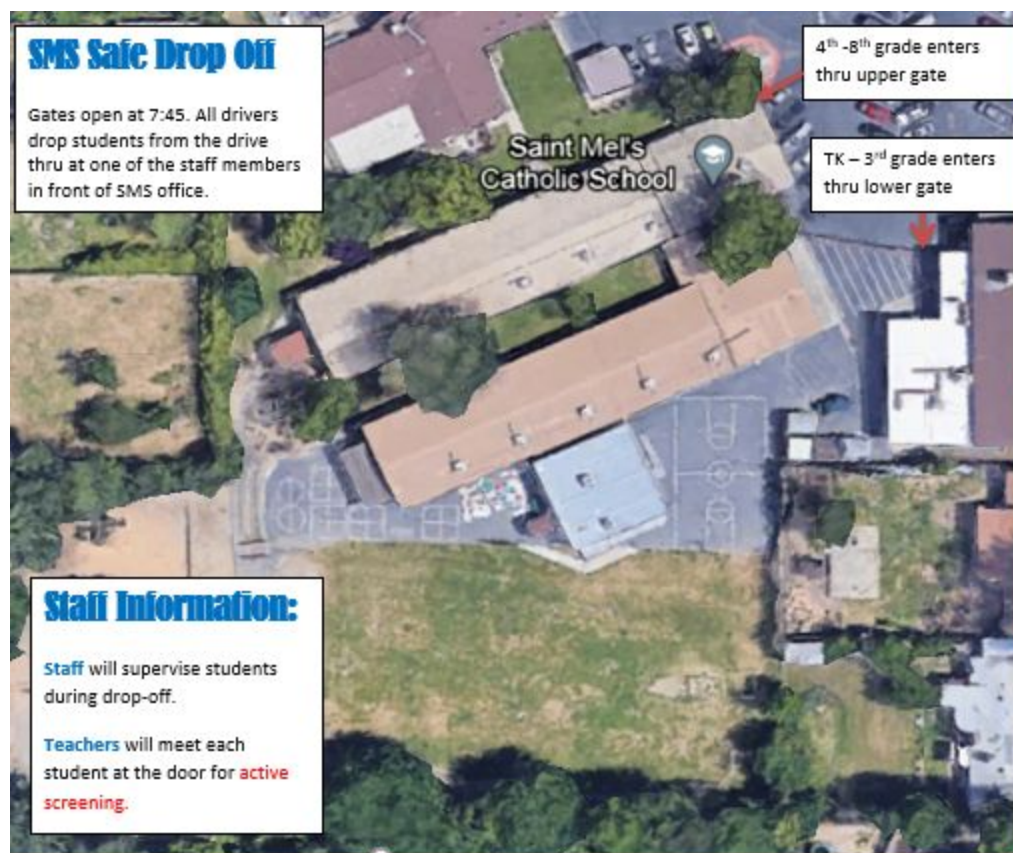 SMS Safe Drop Off
Gates open at 7:45. All drivers
drop students from the drive
thru at one of the staff members
in front of SMS office.
4th -8th grade enters
thru upper gate
TK – 3rd grade enters
thru lower gate
Saint Mel's
Catholic School
Staff Information:
Staff will supervise students
during drop-off.
Teachers will meet each
student at the door for active
screening.